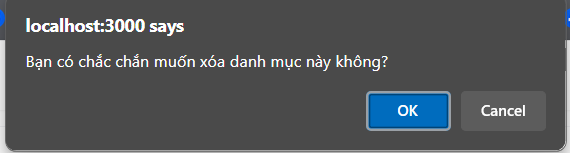 localhost:3000 says
Bạn có chắc chắn muốn xóa danh mục này không?
OK
Cancel